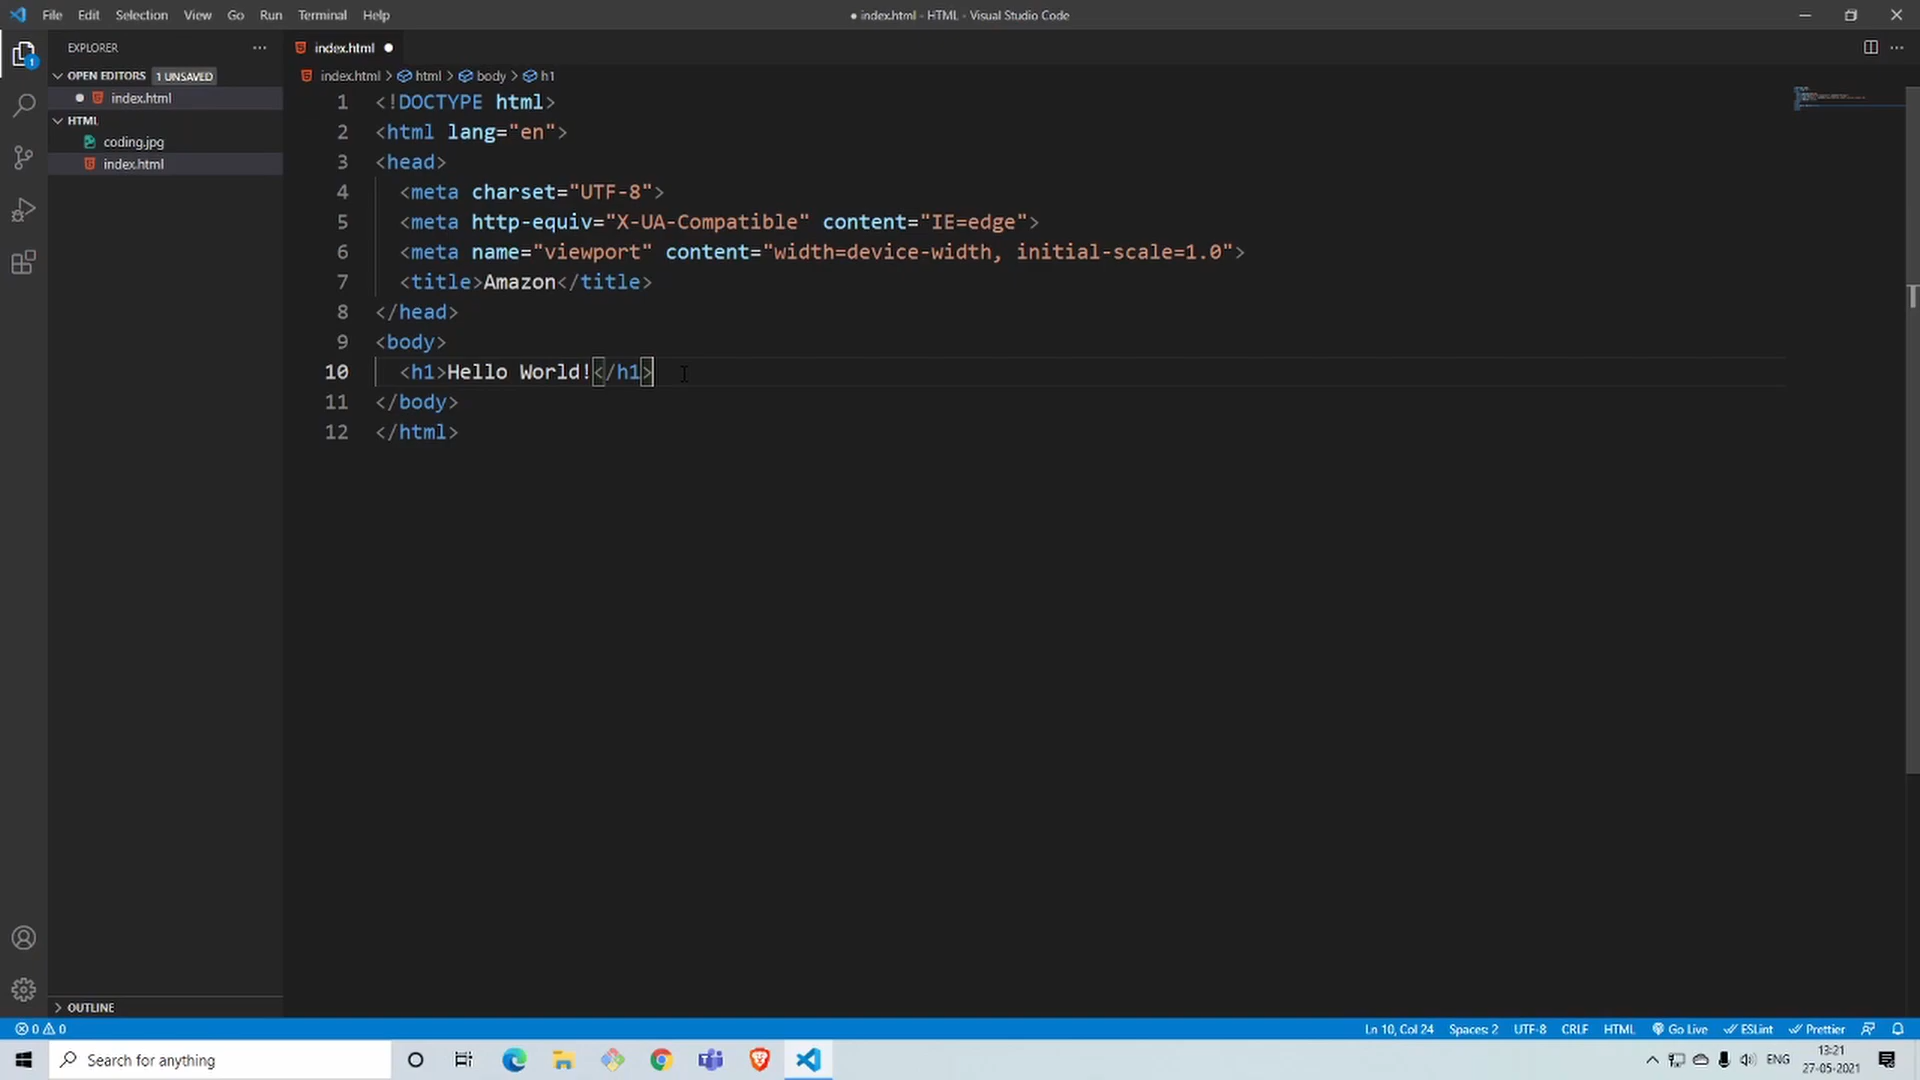 File Edit Selection View Go Run Terminal Help
● index.html - HTML - Visual Studio Code
EXPLORER
index.html
OPEN EDITORS 1 UNSAVED
index.html > html > body > h1
1
index.html
HTML
coding.jpg
index.html
1 <!DOCTYPE html>
2 <html lang="en">
3 <head>
4 <meta charset="UTF-8">
5 <meta http-equiv="X-UA-Compatible" content="IE=edge">
6 <meta name="viewport" content="width=device-width, initial-scale=1.0">
7 <title>Amazon</title>
8 </head>
9 <body>
10 <h1>Hello World!</h1>
11 </body>
12 </html>
OUTLINE
0 0
Ln 10, Col 24 Spaces: 2 UTF-8 CRLF HTML Go Live ESLint Prettier
Search for anything
ENG
13:21
27-05-2021